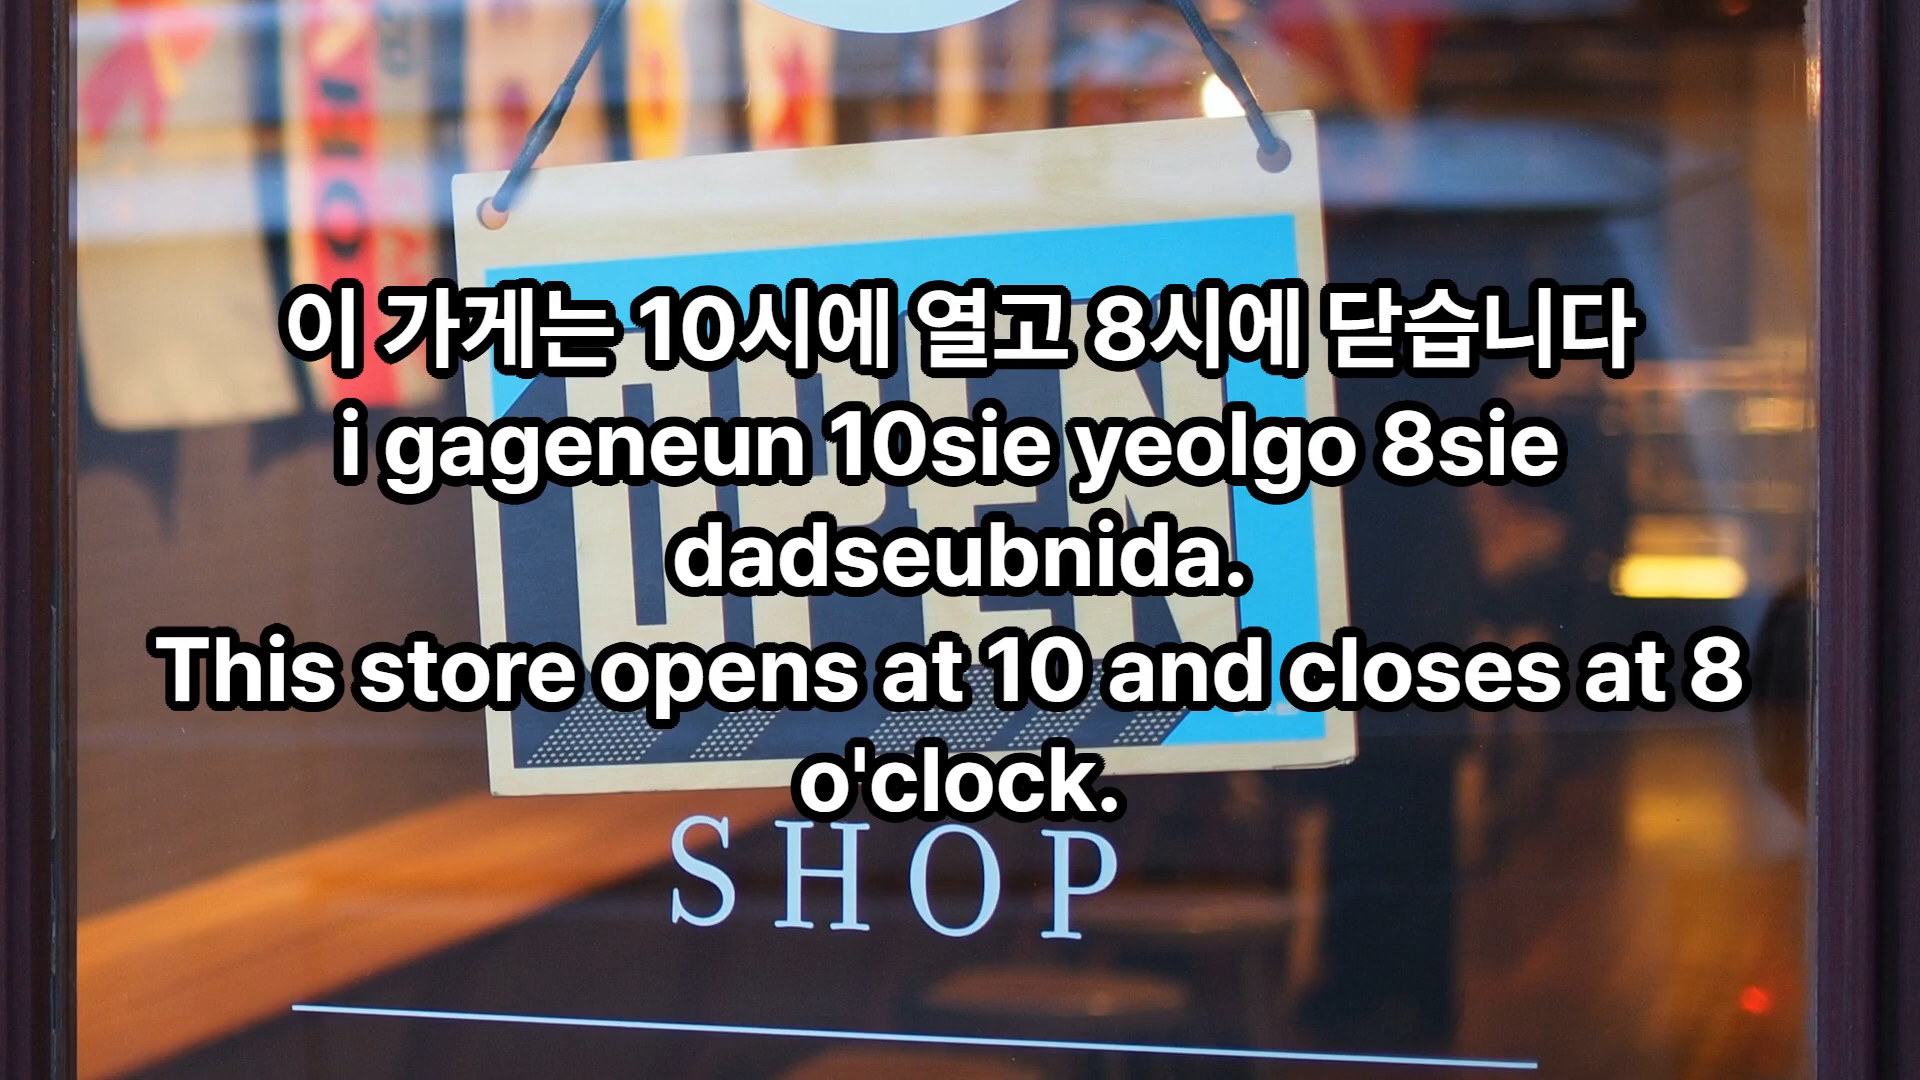 이 가게는 10시에 열고 8시에 닫습니다
i gageneun 10sie yeolgo 8sie
dadseubnida.
This store opens at 10 and closes at 8
o'clock.
OPEN
SHOP